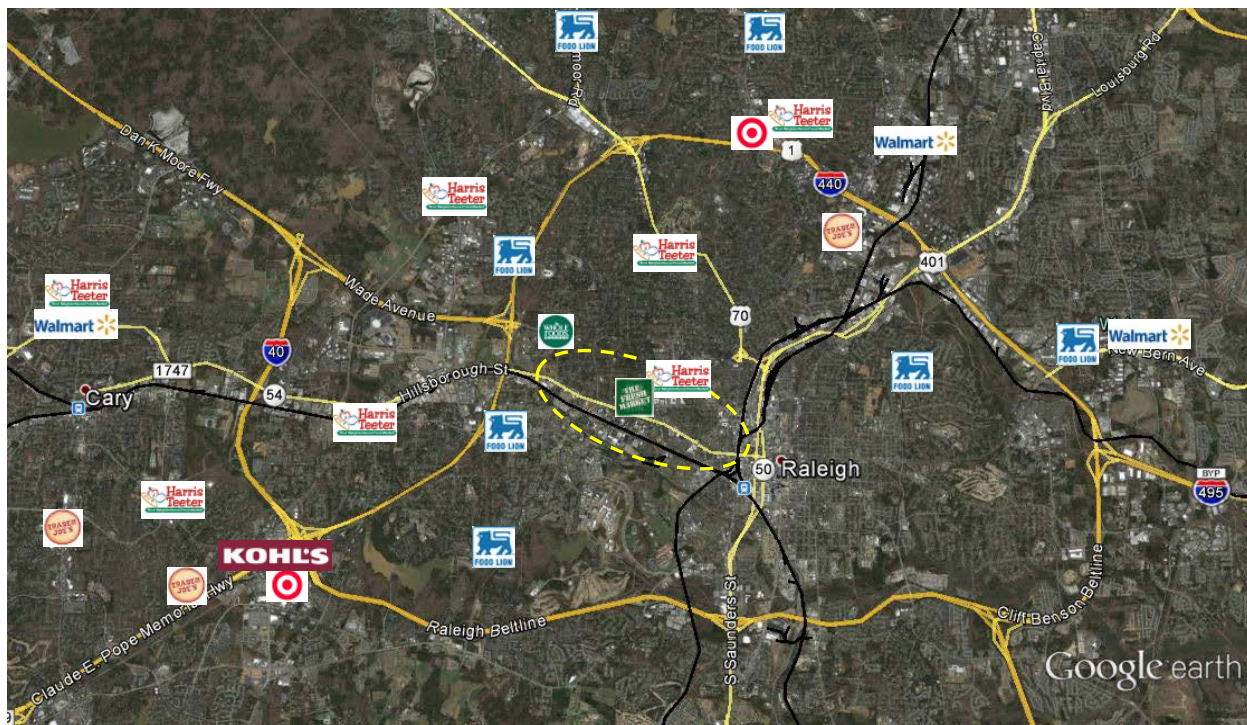 FOOD LION
FOOD LION
moor Rd
Capital Blvd
Louisburg Rd
Dan K Moore Fwy
Harris Teeter
1
Walmart
440
Harris Teeter
TRADER JOE'S
FOOD LION
Harris Teeter
401
Wade Avenue
Harris Teeter
Walmart
70
WHOLE FOODS
FOOD LION
Walmart
New Bern Ave
40
1747
Hillsborough St
Harris Teeter
FOOD LION
54
Cary
THE FRESH MARKET
Harris Teeter
FOOD LION
50
Raleigh
BYP
495
Harris Teeter
TRADER JOE'S
FOOD LION
KOHL'S
TRADER JOE'S
Claude E. Pope Memorial Hwy
Raleigh Beltline
S Saunders St
Cliff Benson Beltline
Google earth